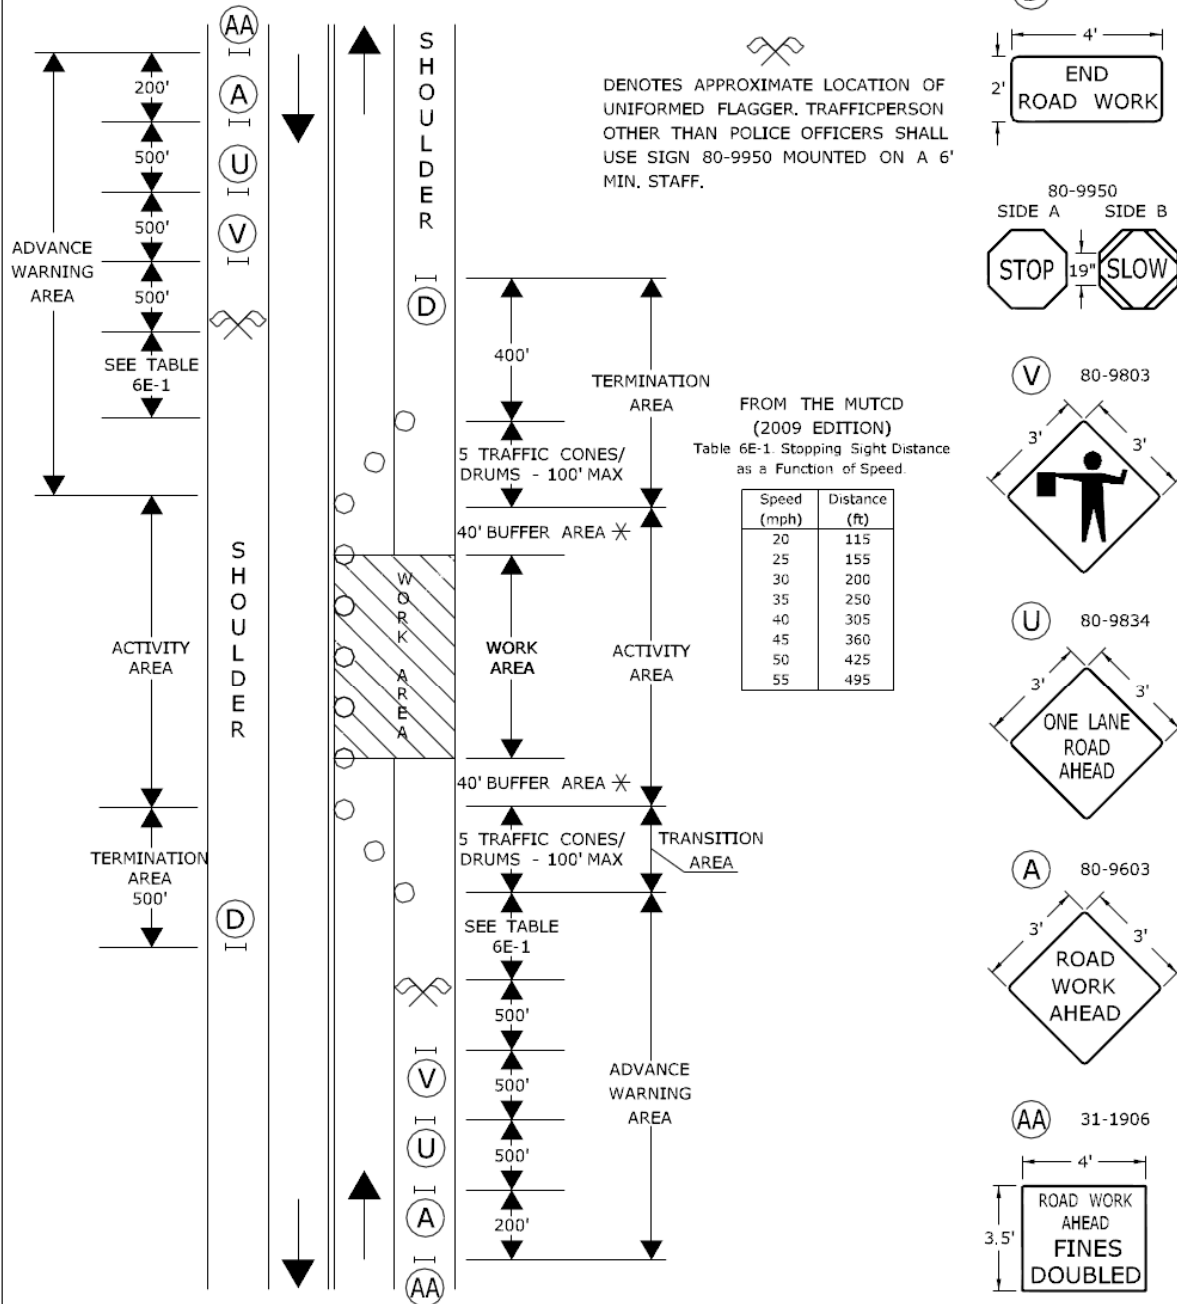 AA
200'
A
500'
U
500'
V
500'
ADVANCE
WARNING
AREA
SEE TABLE
6E-1
SHOULDER
ACTIVITY
AREA
TERMINATION
AREA
500'
D
SHOULDER
D
400'
TERMINATION
AREA
5 TRAFFIC CONES/
DRUMS - 100' MAX
40' BUFFER AREA *
WORK AREA
WORK
AREA
ACTIVITY
AREA
40' BUFFER AREA *
5 TRAFFIC CONES/
DRUMS - 100' MAX
TRANSITION
AREA
SEE TABLE
6E-1
500'
V
500'
U
500'
A
200'
AA
ADVANCE
WARNING
AREA
DENOTES APPROXIMATE LOCATION OF
UNIFORMED FLAGGER. TRAFFICPERSON
OTHER THAN POLICE OFFICERS SHALL
USE SIGN 80-9950 MOUNTED ON A 6'
MIN. STAFF.
FROM THE MUTCD
(2009 EDITION)
Table 6E-1. Stopping Sight Distance
as a Function of Speed.
Speed Distance
(mph) (ft)
20 115
25 155
30 200
35 250
40 305
45 360
50 425
55 495
4'
2'
END
ROAD WORK
80-9950
SIDE A SIDE B
STOP 19" SLOW
V 80-9803
3' 3'
U 80-9834
3' 3'
ONE LANE
ROAD
AHEAD
A 80-9603
3' 3'
ROAD
WORK
AHEAD
AA 31-1906
4'
3.5'
ROAD WORK
AHEAD
FINES
DOUBLED